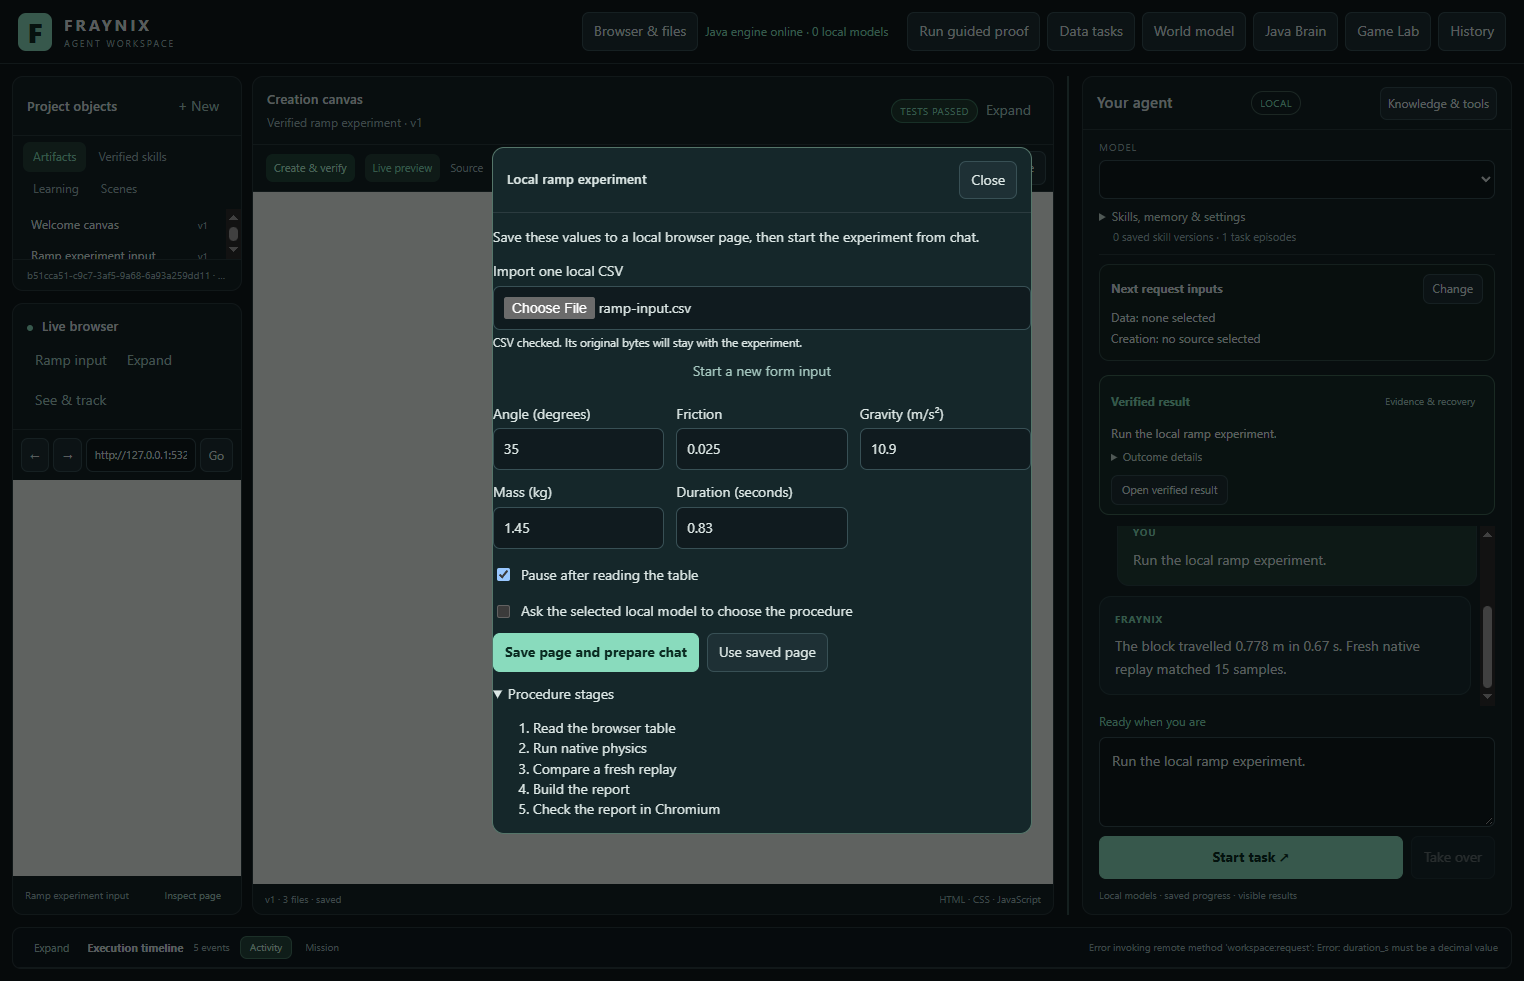 F FRAYNIX
AGENT WORKSPACE
Browser & files
Java engine online · 0 local models
Run guided proof
Data tasks
World model
Java Brain
Game Lab
History
Project objects
+ New
Artifacts
Verified skills
Learning
Scenes
Welcome canvas v1
Ramp experiment input v1
b51cca51-c9c7-3af5-9a68-6a93a259dd11 · ...
Live browser
Ramp input
Expand
See & track
← → http://127.0.0.1:532 Go
Ramp experiment input
Inspect page
Creation canvas
Verified ramp experiment · v1
TESTS PASSED
Expand
Create & verify
Live preview
Source
Local ramp experiment
Close
Save these values to a local browser page, then start the experiment from chat.
Import one local CSV
Choose File ramp-input.csv
CSV checked. Its original bytes will stay with the experiment.
Start a new form input
Angle (degrees) Friction Gravity (m/s²)
35 0.025 10.9
Mass (kg) Duration (seconds)
1.45 0.83
Pause after reading the table
Ask the selected local model to choose the procedure
Save page and prepare chat
Use saved page
▼ Procedure stages
1. Read the browser table
2. Run native physics
3. Compare a fresh replay
4. Build the report
5. Check the report in Chromium
v1 · 3 files · saved
HTML · CSS · JavaScript
Your agent
LOCAL
Knowledge & tools
MODEL
Skills, memory & settings
0 saved skill versions · 1 task episodes
Next request inputs
Change
Data: none selected
Creation: no source selected
Verified result
Evidence & recovery
Run the local ramp experiment.
Outcome details
Open verified result
YOU
Run the local ramp experiment.
FRAYNIX
The block travelled 0.778 m in 0.67 s. Fresh native
replay matched 15 samples.
Ready when you are
Run the local ramp experiment.
Start task ↗
Take over
Local models · saved progress · visible results
Expand
Execution timeline
5 events
Activity
Mission
Error invoking remote method 'workspace:request': Error: duration_s must be a decimal value